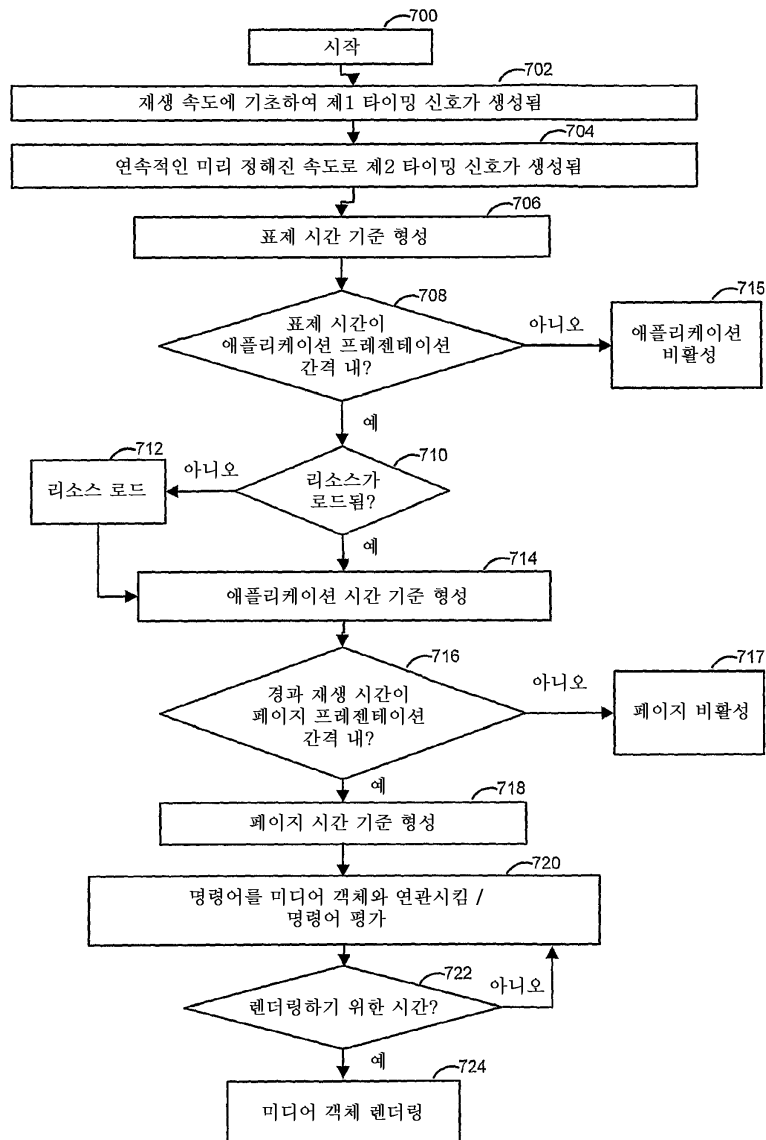 700
시작
702
재생 속도에 기초하여 제1 타이밍 신호가 생성됨
704
연속적인 미리 정해진 속도로 제2 타이밍 신호가 생성됨
706
표제 시간 기준 형성
708
표제 시간이
애플리케이션 프레젠테이션
간격 내?
아니오
715
애플리케이션
비활성
예
710
리소스가
로드됨?
아니오
712
리소스 로드
예
714
애플리케이션 시간 기준 형성
716
경과 재생 시간이
페이지 프레젠테이션
간격 내?
아니오
717
페이지 비활성
예
718
페이지 시간 기준 형성
720
명령어를 미디어 객체와 연관시킴 /
명령어 평가
722
렌더링하기 위한 시간?
아니오
예
724
미디어 객체 렌더링